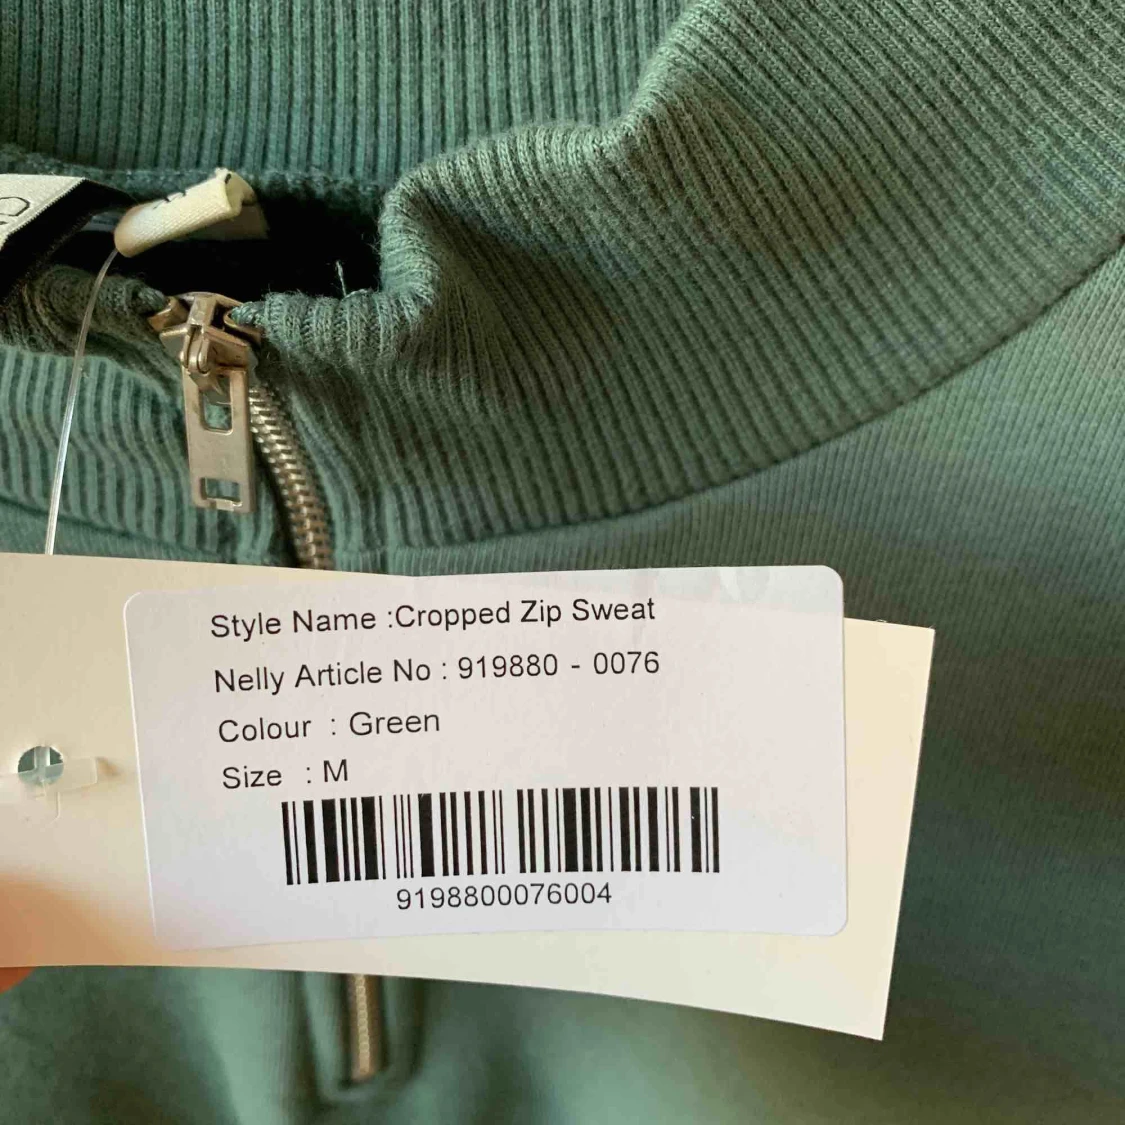 Style Name :Cropped Zip Sweat
Nelly Article No : 919880 - 0076
Colour : Green
Size : M
9198800076004